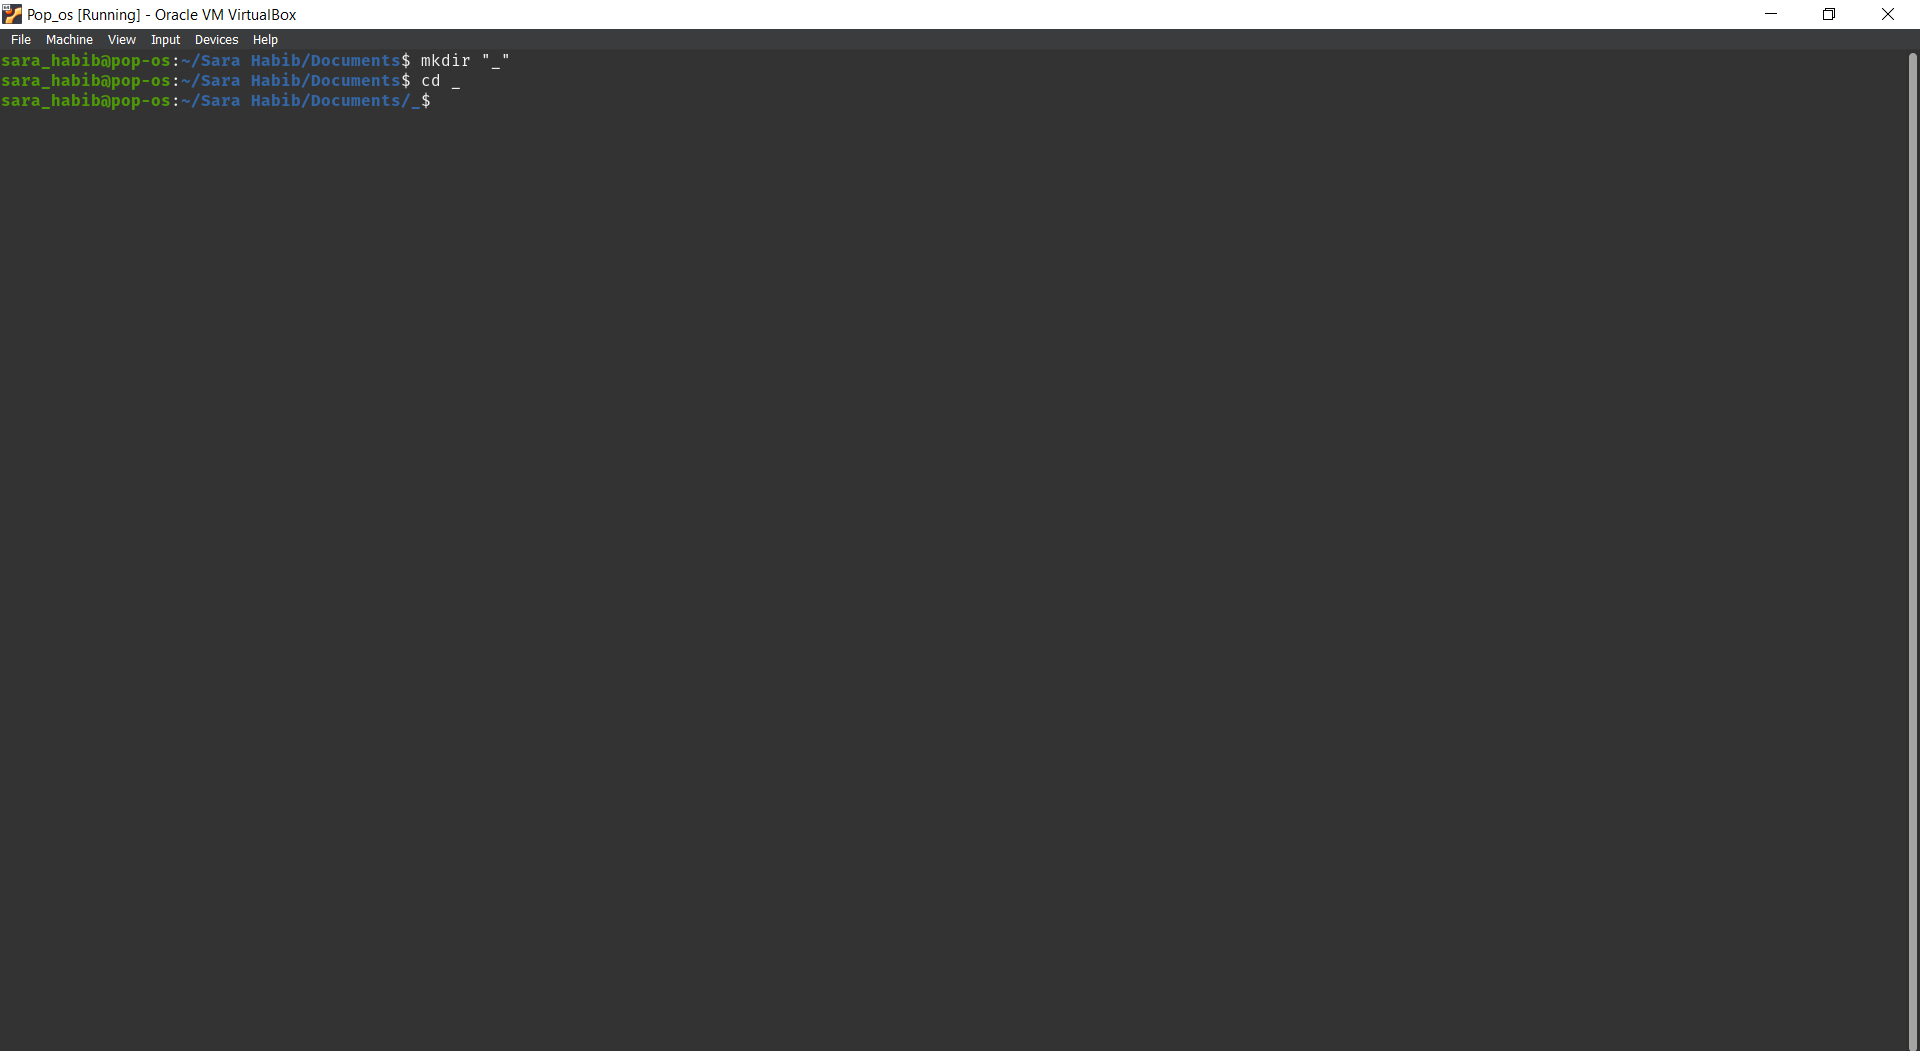 Pop_os [Running] - Oracle VM VirtualBox
File Machine View Input Devices Help
sara_habib@pop-os:~/Sara Habib/Documents$ mkdir "_"
sara_habib@pop-os:~/Sara Habib/Documents$ cd _
sara_habib@pop-os:~/Sara Habib/Documents/_$